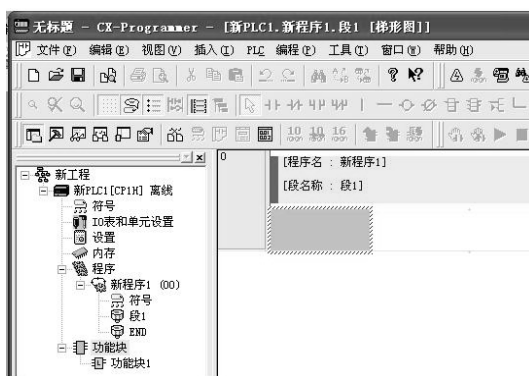 无标题 - CX-Programmer - [新PLC1.新程序1.段1 [梯形图]]
文件(F) 编辑(E) 视图(V) 插入(I) PLC 编程(P) 工具(T) 窗口(W) 帮助(H)
10 10 16
新工程
新PLC1[CP1H] 离线
符号
IO表和单元设置
设置
内存
程序
新程序1 (00)
符号
段1
END
功能块
功能块1
0
[程序名 : 新程序1]
[段名称 : 段1]